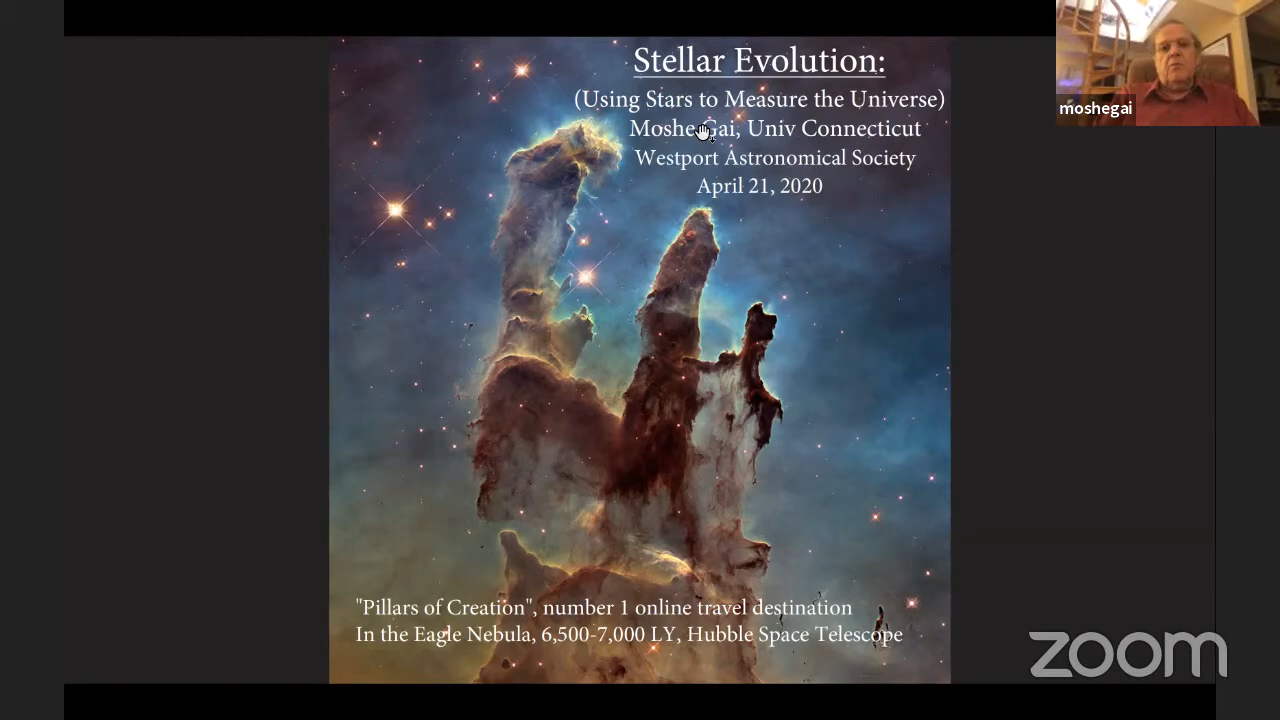 Stellar Evolution:
(Using Stars to Measure the Universe)
Moshe Gai, Univ Connecticut
Westport Astronomical Society
April 21, 2020
moshegai
"Pillars of Creation", number 1 online travel destination
In the Eagle Nebula, 6,500-7,000 LY, Hubble Space Telescope
zoom